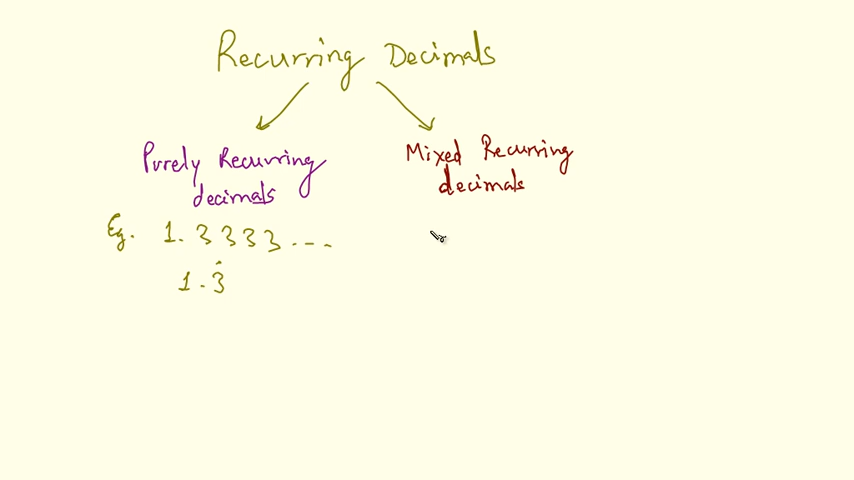 Recurring Decimals
Purely Recurring
decimals
Mixed Recurring
decimals
Eg. 1.3333...
1.3̇